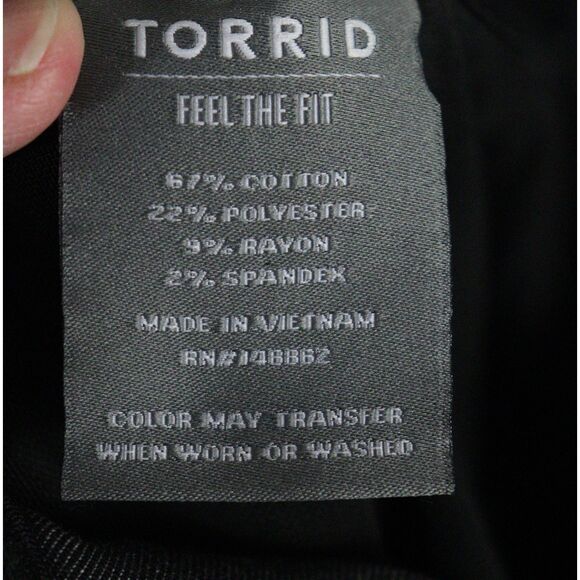 TORRID
FEEL THE FIT
67% COTTON
22% POLYESTER
9% RAYON
2% SPANDEX
MADE IN VIETNAM
RN#148862
COLOR MAY TRANSFER
WHEN WORN OR WASHED